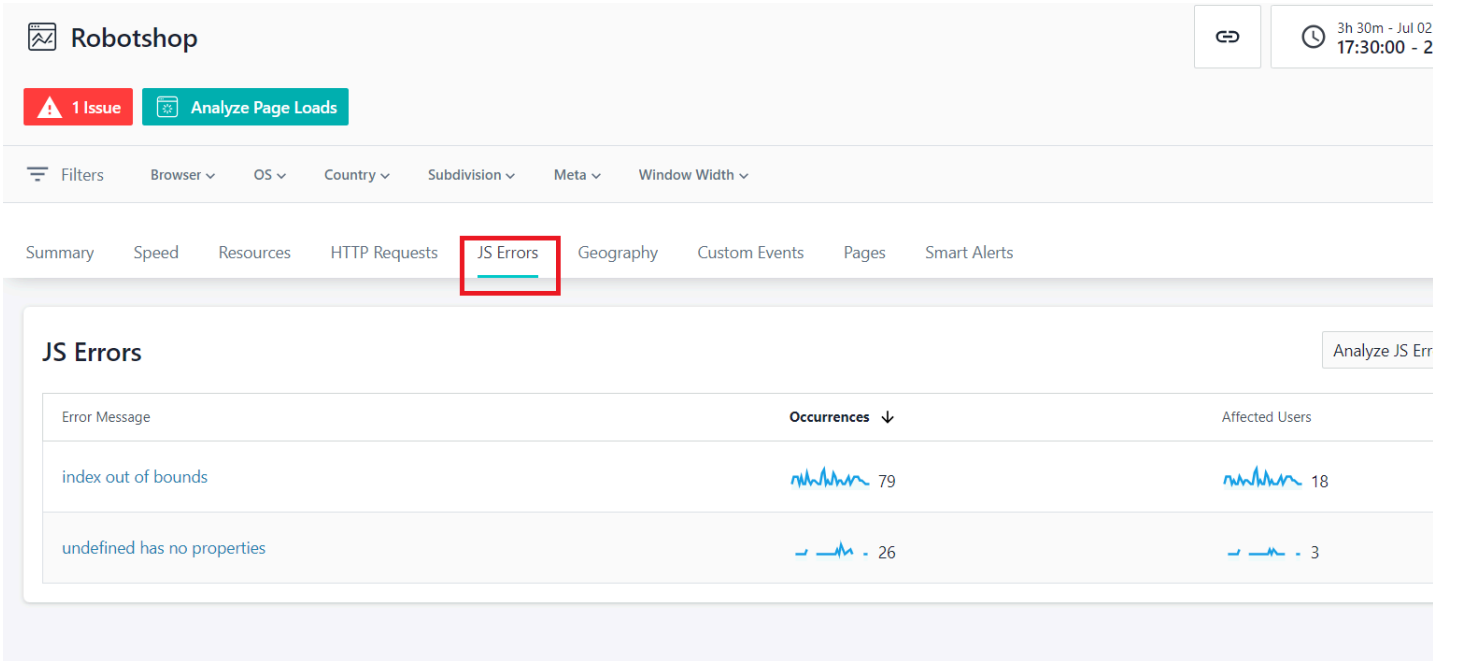 Robotshop
3h 30m - Jul 02
17:30:00 - 2
1 Issue Analyze Page Loads
Filters Browser OS Country Subdivision Meta Window Width
Summary Speed Resources HTTP Requests JS Errors Geography Custom Events Pages Smart Alerts
JS Errors
Analyze JS Err
Error Message Occurrences Affected Users
index out of bounds 79 18
undefined has no properties 26 3